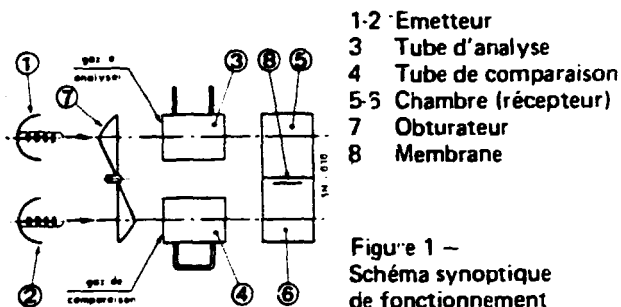 1-2 Emetteur
3 Tube d'analyse
4 Tube de comparaison
5-6 Chambre (récepteur)
7 Obturateur
8 Membrane
① ⑦ ③ ⑧ ⑤
gaz à
analyser
gaz de
comparaison
② ④ ⑥
Figure 1 –
Schéma synoptique
de fonctionnement